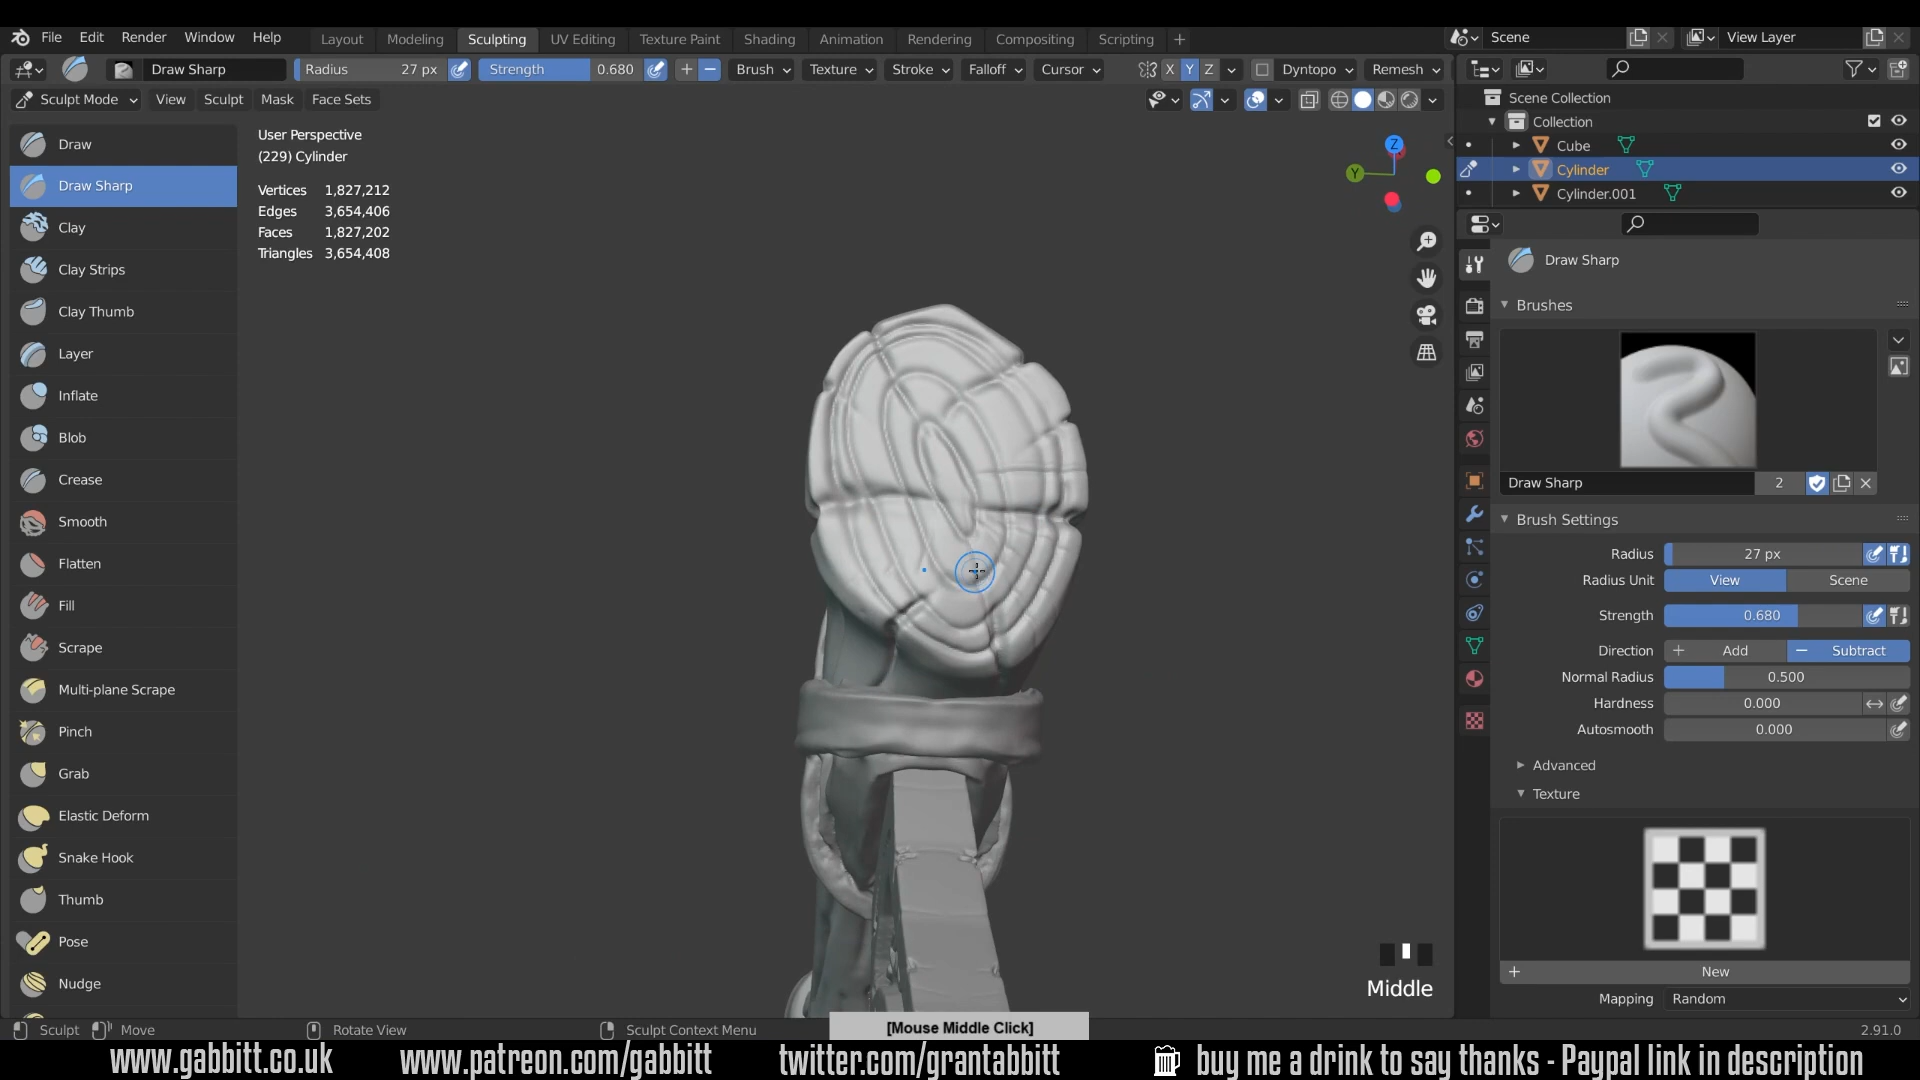 File Edit Render Window Help Layout Modeling Sculpting UV Editing Texture Paint Shading Animation Rendering Compositing Scripting + Scene View Layer
Draw Sharp Radius 27 px Strength 0.680 Brush Texture Stroke Falloff Cursor X Y Z Dyntopo Remesh
Sculpt Mode View Sculpt Mask Face Sets
Scene Collection
Collection
Cube
Cylinder
Cylinder.001
User Perspective
(229) Cylinder
Vertices 1,827,212
Edges 3,654,406
Faces 1,827,202
Triangles 3,654,408
Z
Y
Draw
Draw Sharp
Clay
Clay Strips
Clay Thumb
Layer
Inflate
Blob
Crease
Smooth
Flatten
Fill
Scrape
Multi-plane Scrape
Pinch
Grab
Elastic Deform
Snake Hook
Thumb
Pose
Nudge
Draw Sharp
Brushes
Draw Sharp 2
Brush Settings
Radius 27 px
Radius Unit View Scene
Strength 0.680
Direction + Add − Subtract
Normal Radius 0.500
Hardness 0.000
Autosmooth 0.000
Advanced
Texture
+ New
Mapping Random
Middle
Sculpt Move Rotate View Sculpt Context Menu [Mouse Middle Click] 2.91.0
www.gabbitt.co.uk www.patreon.com/gabbitt twitter.com/grantabbitt buy me a drink to say thanks - Paypal link in description